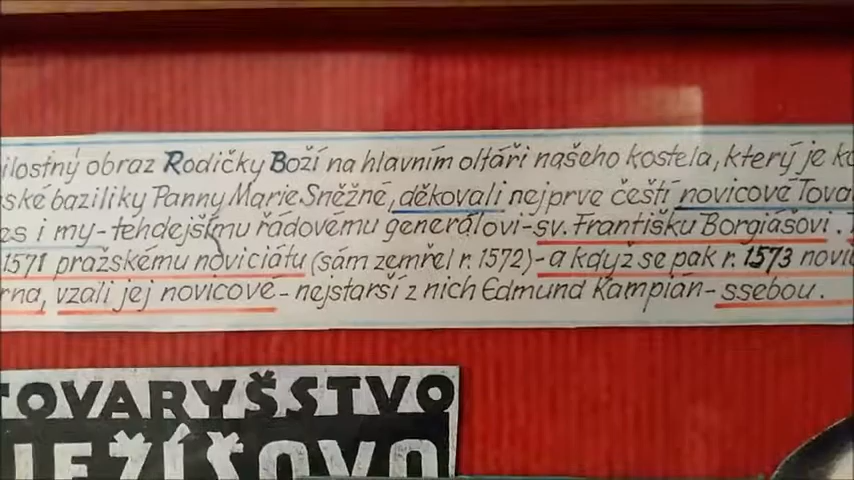 ilostný obraz Rodičky Boží na hlavním oltáři našeho kostela, který je ko
ské baziliky Panny Marie Sněžné, děkovali nejprve čeští novicové Tova
es i my - tehdejšímu řádovému generálovi - sv. Františku Borgiášovi.
1571 pražskému noviciátu (sám zemřel r. 1572) - a když se pak r. 1573 novic
rna, vzali jej novicové - nejstarší z nich Edmund Kampián - ssebou.
TOVARYŠSTVO
JEŽÍŠOVO